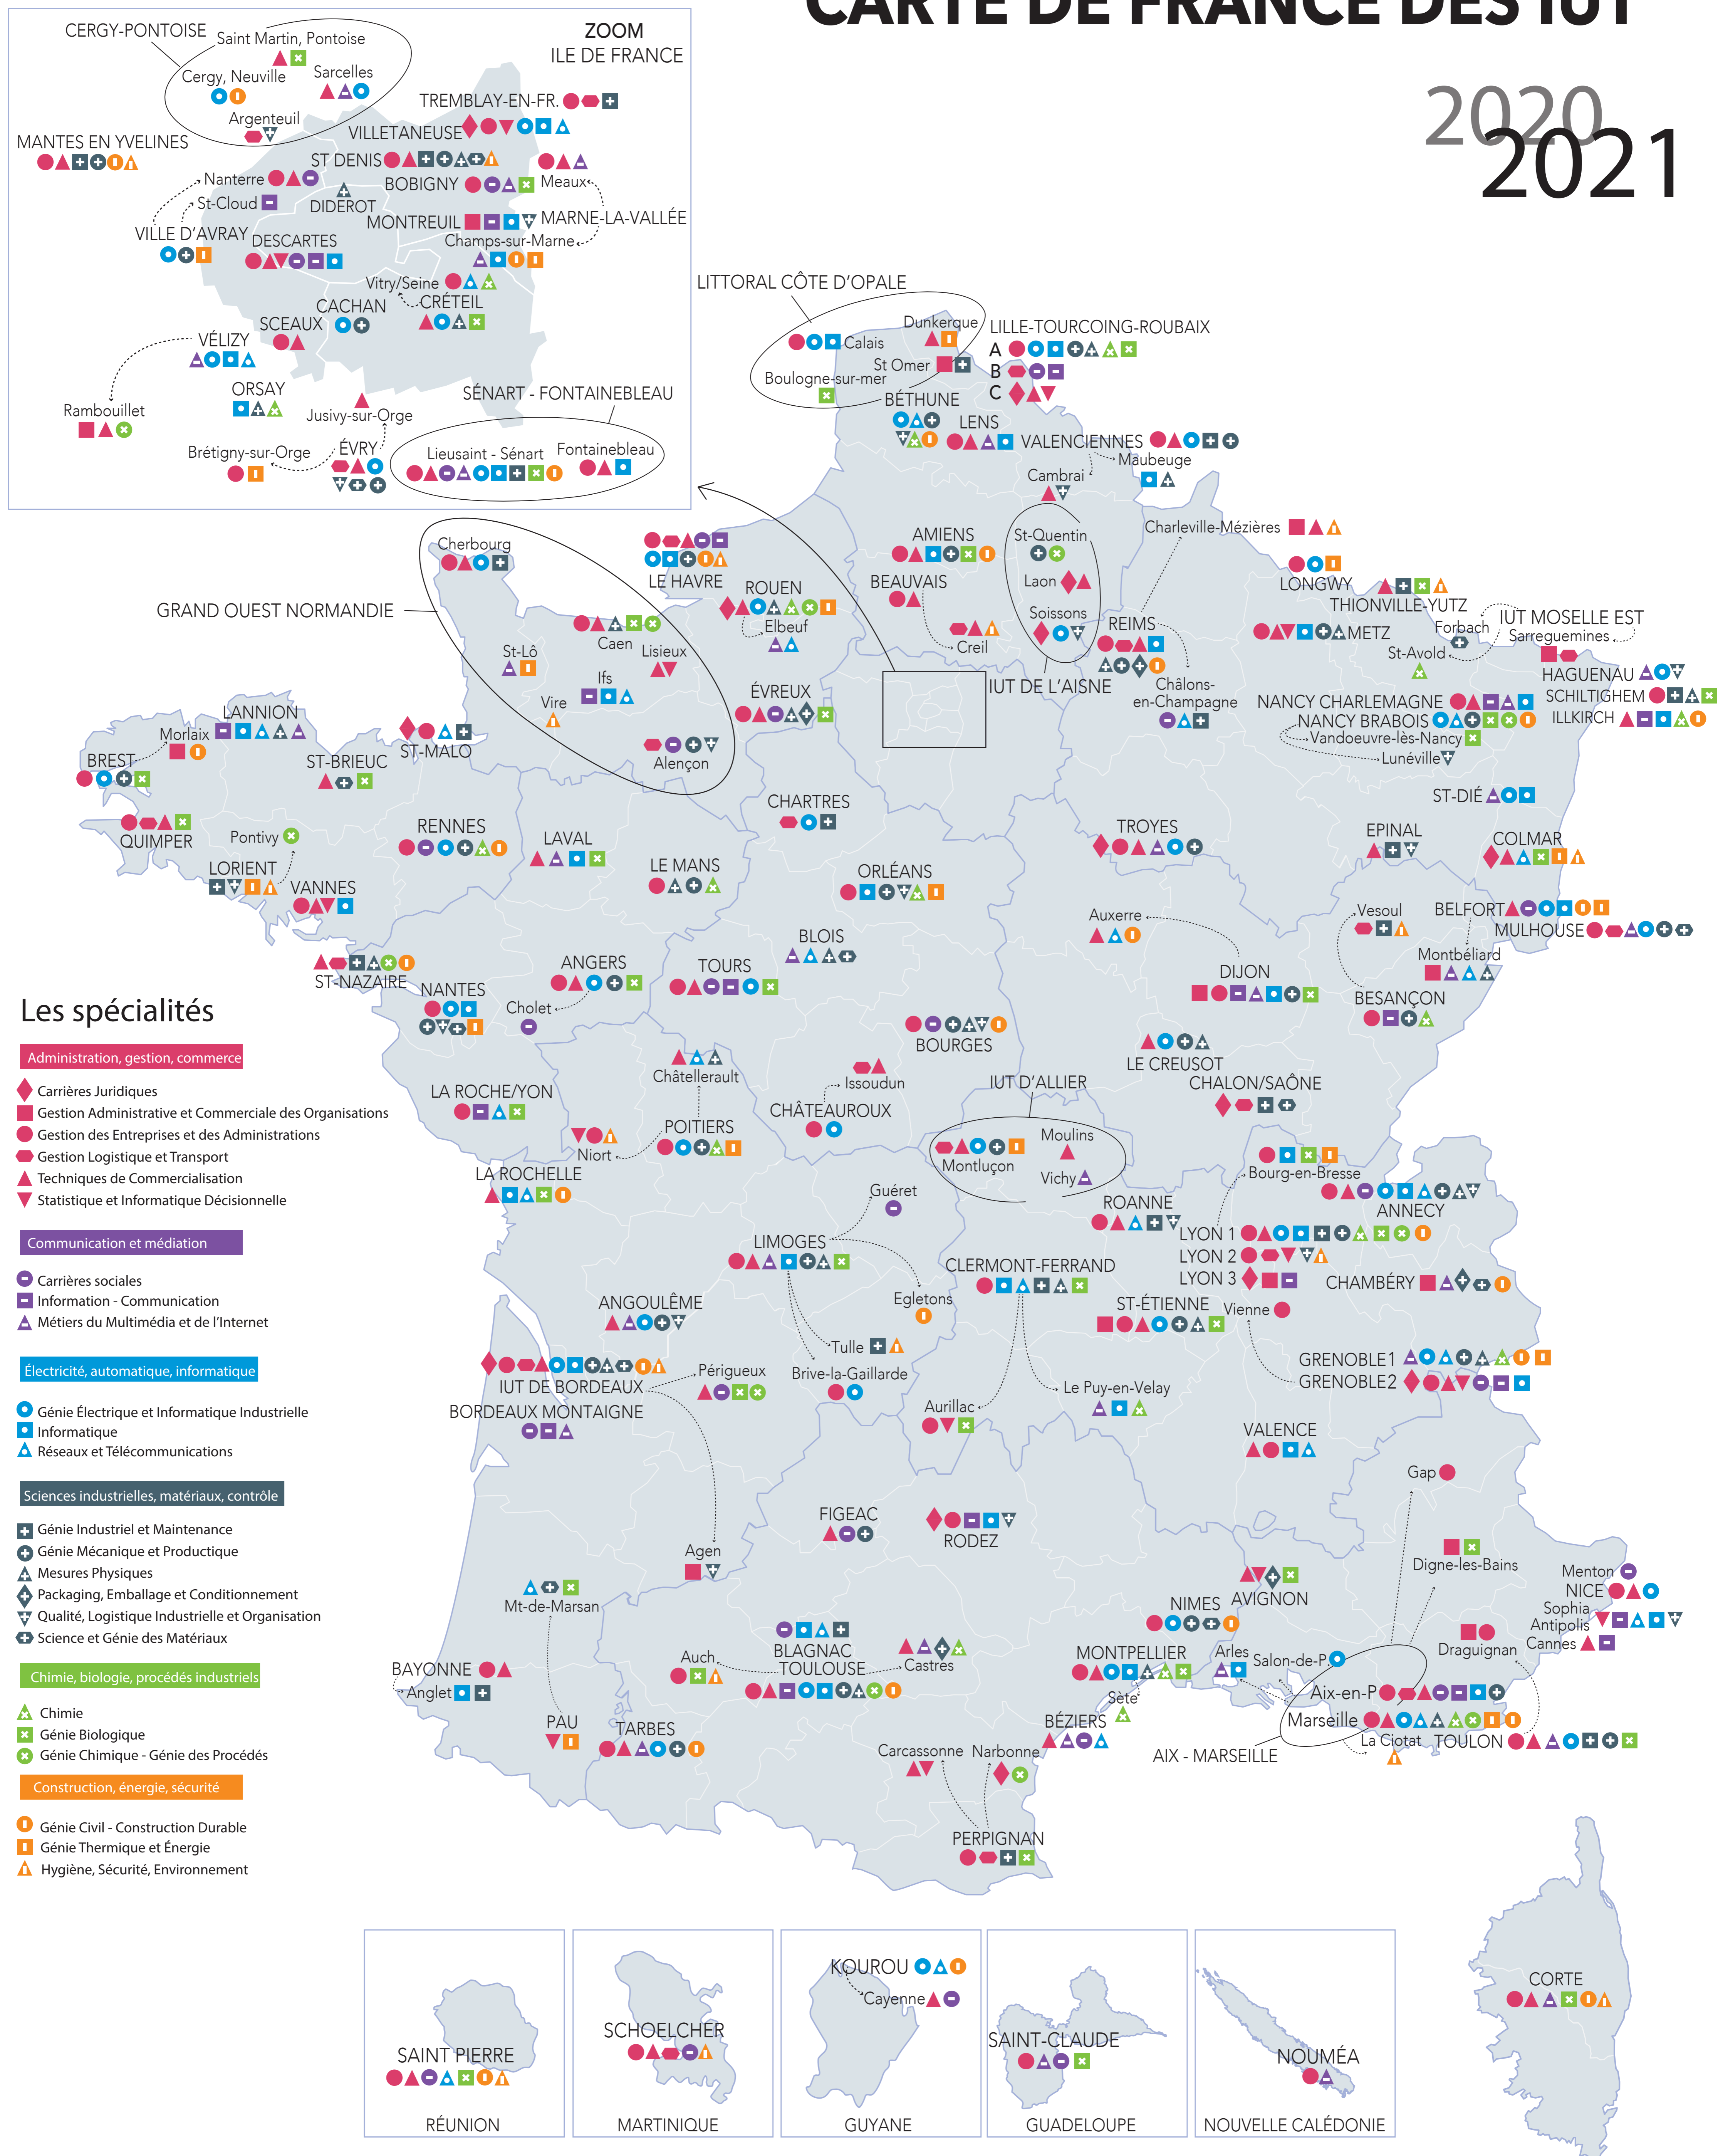 CARTE DE FRANCE DES IUT
2020
2021
ZOOM
ILE DE FRANCE
CERGY-PONTOISE
Saint Martin, Pontoise
Cergy, Neuville
Sarcelles
Argenteuil
MANTES EN YVELINES
TREMBLAY-EN-FR.
VILLETANEUSE
ST DENIS
BOBIGNY
Meaux
Nanterre
St-Cloud
DIDEROT
MONTREUIL
MARNE-LA-VALLÉE
VILLE D'AVRAY
DESCARTES
Champs-sur-Marne
Vitry/Seine
CACHAN
CRÉTEIL
SCEAUX
VÉLIZY
ORSAY
SÉNART - FONTAINEBLEAU
Rambouillet
Jusivy-sur-Orge
Brétigny-sur-Orge
ÉVRY
Lieusaint - Sénart
Fontainebleau
LITTORAL CÔTE D'OPALE
Dunkerque
Calais
St Omer
Boulogne-sur-mer
LILLE-TOURCOING-ROUBAIX
A
B
C
BÉTHUNE
LENS
VALENCIENNES
Maubeuge
Cambrai
Cherbourg
LE HAVRE
AMIENS
St-Quentin
Charleville-Mézières
BEAUVAIS
Laon
LONGWY
GRAND OUEST NORMANDIE
ROUEN
Elbeuf
Soissons
REIMS
THIONVILLE-YUTZ
IUT MOSELLE EST
Forbach
Sarreguemines
METZ
St-Avold
Caen
Creil
St-Lô
Lisieux
Ifs
Vire
ÉVREUX
IUT DE L'AISNE
Châlons-
en-Champagne
HAGUENAU
SCHILTIGHEM
NANCY CHARLEMAGNE
NANCY BRABOIS
ILLKIRCH
Vandoeuvre-lès-Nancy
Lunéville
Alençon
LANNION
Morlaix
BREST
ST-MALO
ST-BRIEUC
ST-DIÉ
QUIMPER
Pontivy
RENNES
LAVAL
CHARTRES
TROYES
EPINAL
COLMAR
LORIENT
VANNES
LE MANS
ORLÉANS
Auxerre
Vesoul
BELFORT
MULHOUSE
BLOIS
Montbéliard
ST-NAZAIRE
NANTES
ANGERS
Cholet
TOURS
DIJON
BESANÇON
BOURGES
LE CREUSOT
Châtellerault
Issoudun
IUT D'ALLIER
CHALON/SAÔNE
LA ROCHE/YON
CHÂTEAUROUX
POITIERS
Niort
Montluçon
Moulins
Vichy
Bourg-en-Bresse
LA ROCHELLE
Guéret
ROANNE
ANNECY
LIMOGES
LYON 1
LYON 2
LYON 3
CLERMONT-FERRAND
CHAMBÉRY
ANGOULÊME
Egletons
ST-ÉTIENNE
Vienne
Tulle
IUT DE BORDEAUX
Périgueux
Brive-la-Gaillarde
GRENOBLE1
GRENOBLE2
BORDEAUX MONTAIGNE
Le Puy-en-Velay
Aurillac
VALENCE
Gap
FIGEAC
RODEZ
Agen
Digne-les-Bains
Menton
NICE
Mt-de-Marsan
NIMES
AVIGNON
Sophia
Antipolis
Cannes
BLAGNAC
TOULOUSE
Auch
Castres
MONTPELLIER
Arles
Salon-de-P.
Draguignan
BAYONNE
Anglet
Sète
Aix-en-P
Marseille
PAU
TARBES
BÉZIERS
La Ciotat
TOULON
Carcassonne
Narbonne
AIX - MARSEILLE
PERPIGNAN
Les spécialités
Administration, gestion, commerce
Carrières Juridiques
Gestion Administrative et Commerciale des Organisations
Gestion des Entreprises et des Administrations
Gestion Logistique et Transport
Techniques de Commercialisation
Statistique et Informatique Décisionnelle
Communication et médiation
Carrières sociales
Information - Communication
Métiers du Multimédia et de l'Internet
Électricité, automatique, informatique
Génie Électrique et Informatique Industrielle
Informatique
Réseaux et Télécommunications
Sciences industrielles, matériaux, contrôle
Génie Industriel et Maintenance
Génie Mécanique et Productique
Mesures Physiques
Packaging, Emballage et Conditionnement
Qualité, Logistique Industrielle et Organisation
Science et Génie des Matériaux
Chimie, biologie, procédés industriels
Chimie
Génie Biologique
Génie Chimique - Génie des Procédés
Construction, énergie, sécurité
Génie Civil - Construction Durable
Génie Thermique et Énergie
Hygiène, Sécurité, Environnement
SAINT PIERRE
RÉUNION
SCHOELCHER
MARTINIQUE
KOUROU
Cayenne
GUYANE
SAINT-CLAUDE
GUADELOUPE
NOUMÉA
NOUVELLE CALÉDONIE
CORTE